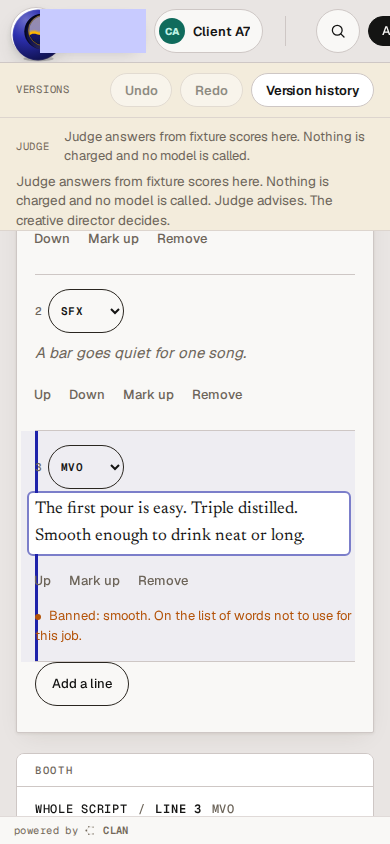 CA Client A7
A
VERSIONS Undo Redo Version history
JUDGE Judge answers from fixture scores here. Nothing is
charged and no model is called.
Judge answers from fixture scores here. Nothing is
charged and no model is called. Judge advises. The
creative director decides.
Down Mark up Remove
2 SFX
A bar goes quiet for one song.
Up Down Mark up Remove
3 MVO
The first pour is easy. Triple distilled.
Smooth enough to drink neat or long.
Up Mark up Remove
Banned: smooth. On the list of words not to use for
this job.
Add a line
BOOTH
WHOLE SCRIPT / LINE 3 MVO
powered by CLAN